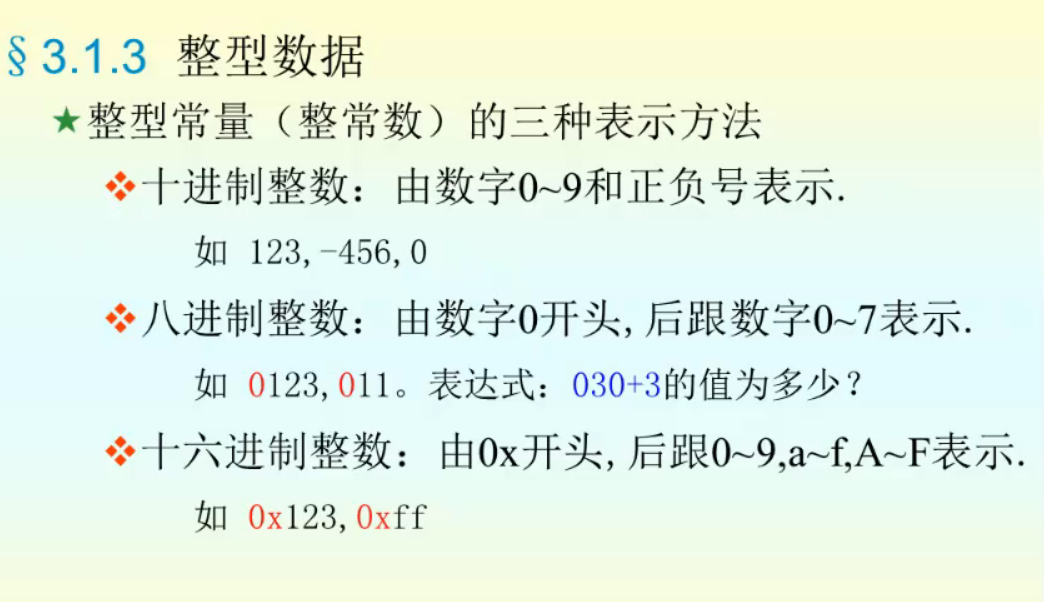 §3.1.3 整型数据
★整型常量（整常数）的三种表示方法
❖十进制整数：由数字0~9和正负号表示.
如 123,-456,0
❖八进制整数：由数字0开头,后跟数字0~7表示.
如 0123,011。表达式：030+3的值为多少?
❖十六进制整数：由0x开头,后跟0~9,a~f,A~F表示.
如 0x123,0xff